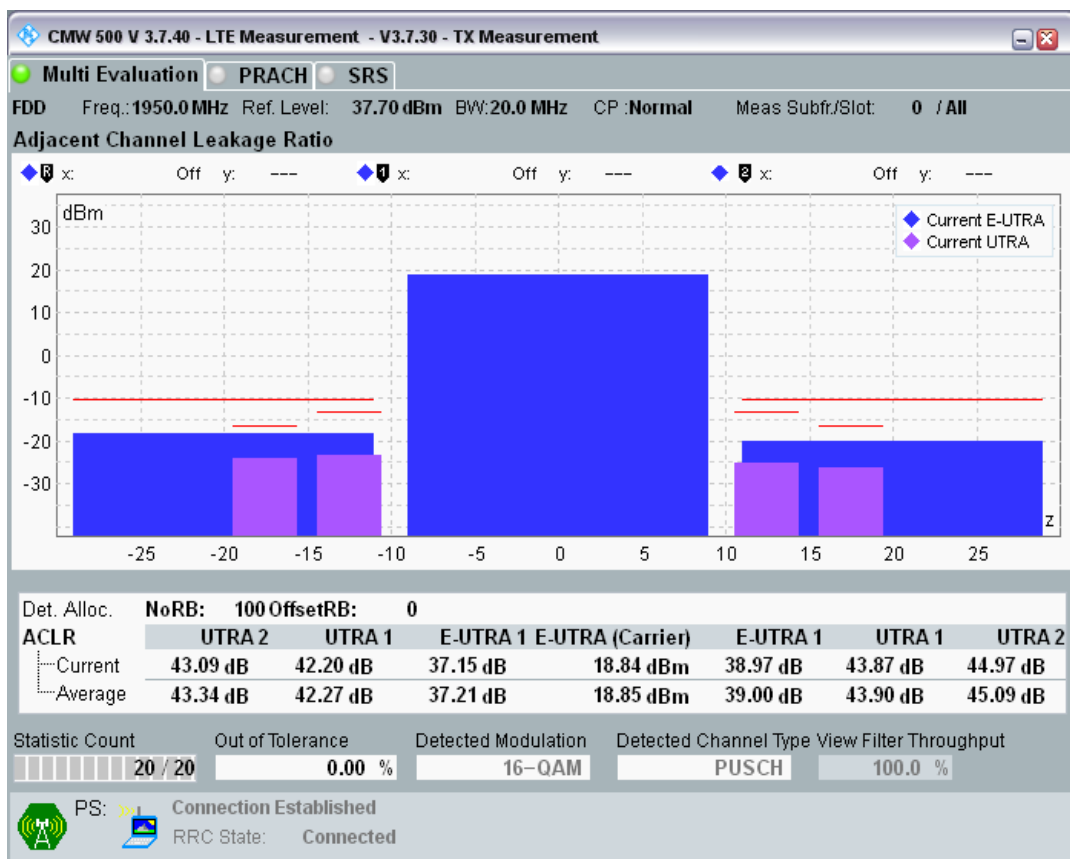 CMW 500 V 3.7.40 - LTE Measurement - V3.7.30 - TX Measurement
Multi Evaluation PRACH SRS
FDD Freq.: 1950.0 MHz Ref. Level: 37.70 dBm BW: 20.0 MHz CP : Normal Meas Subfr./Slot: 0 / All
Adjacent Channel Leakage Ratio
R x: Off y: --- 1 x: Off y: --- 2 x: Off y: ---
dBm
Current E-UTRA
Current UTRA
30
20
10
0
-10
-20
-30
z
-25 -20 -15 -10 -5 0 5 10 15 20 25
Det. Alloc. NoRB: 100 OffsetRB: 0
ACLR UTRA 2 UTRA 1 E-UTRA 1 E-UTRA (Carrier) E-UTRA 1 UTRA 1 UTRA 2
Current 43.09 dB 42.20 dB 37.15 dB 18.84 dBm 38.97 dB 43.87 dB 44.97 dB
Average 43.34 dB 42.27 dB 37.21 dB 18.85 dBm 39.00 dB 43.90 dB 45.09 dB
Statistic Count Out of Tolerance Detected Modulation Detected Channel Type View Filter Throughput
20 / 20 0.00 % 16-QAM PUSCH 100.0 %
PS: Connection Established
RRC State: Connected